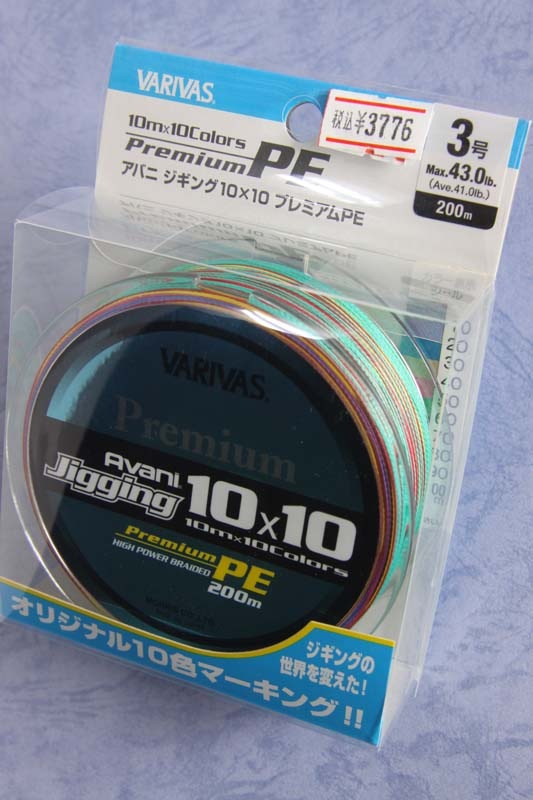 VARIVAS®
税込¥3776
10m×10Colors
Premium PE
アバニ ジギング10×10 プレミアムPE
3号
Max.43.0lb.
(Ave.41.0lb.)
200m
VARIVAS®
Premium
Avani
Jigging 10×10
10m×10Colors
Premium PE
HIGH POWER BRAIDED
200m
オリジナル10色マーキング!!
ジギングの
世界を変えた!